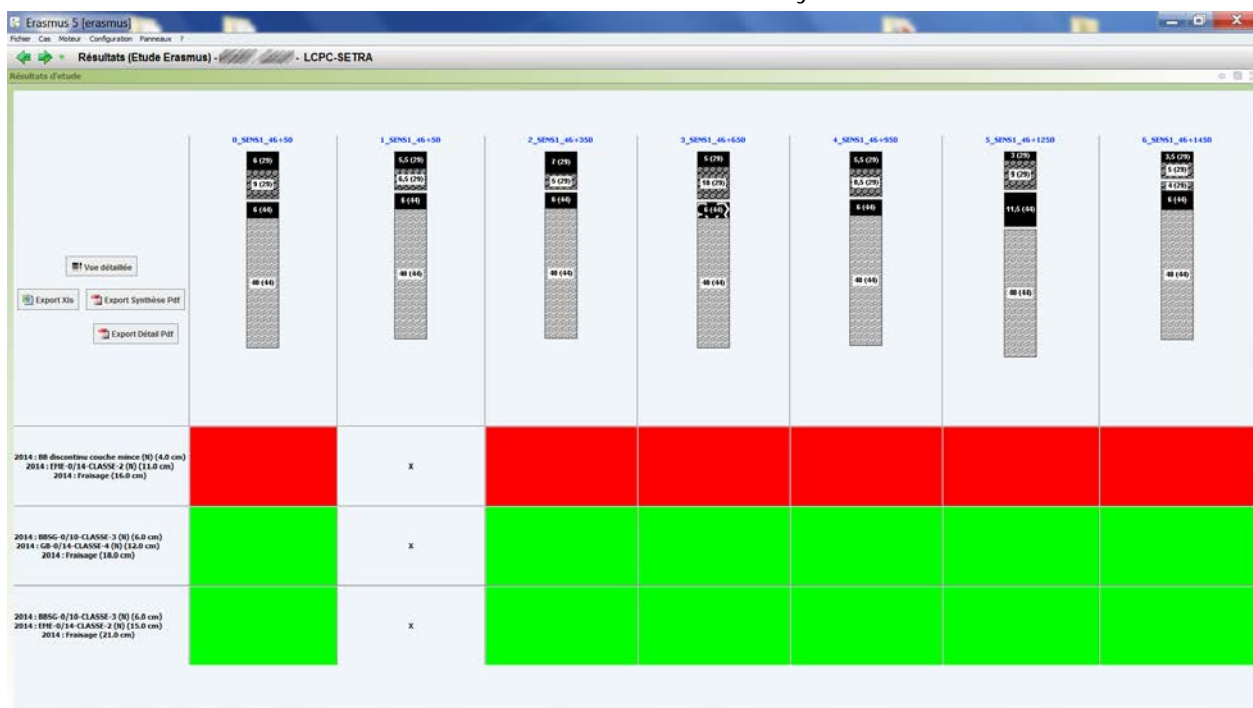 Erasmus 5 [erasmus]
Fichier Cas Moteur Configuration Panneaux ?
Résultats (Etude Erasmus) - - LCPC-SETRA
Résultats d'etude
0_SENS1_46+50 1_SENS1_46+50 2_SENS1_46+350 3_SENS1_46+650 4_SENS1_46+950 5_SENS1_46+1250 6_SENS1_46+1450
6 (29) 5,5 (29) 7 (29) 5 (29) 5,5 (29) 3 (29) 3,5 (29)
9 (29) 6,5 (29) 5 (29) 10 (29) 8,5 (29) 9 (29) 5 (29)
4 (29)
6 (44) 6 (44) 6 (44) 6 (44) 6 (44) 11,5 (44) 6 (44)
40 (44) 40 (44) 40 (44) 40 (44) 40 (44) 40 (44) 40 (44)
Vue détaillée
Export Xls Export Synthèse Pdf
Export Détail Pdf
2014 : BB discontinu couche mince (N) (4.0 cm)
2014 : EME-0/14-CLASSE-2 (N) (11.0 cm)
2014 : Fraisage (16.0 cm)
X
2014 : BBSG-0/10-CLASSE-3 (N) (6.0 cm)
2014 : GB-0/14-CLASSE-4 (N) (12.0 cm)
2014 : Fraisage (18.0 cm)
X
2014 : BBSG-0/10-CLASSE-3 (N) (6.0 cm)
2014 : EME-0/14-CLASSE-2 (N) (15.0 cm)
2014 : Fraisage (21.0 cm)
X